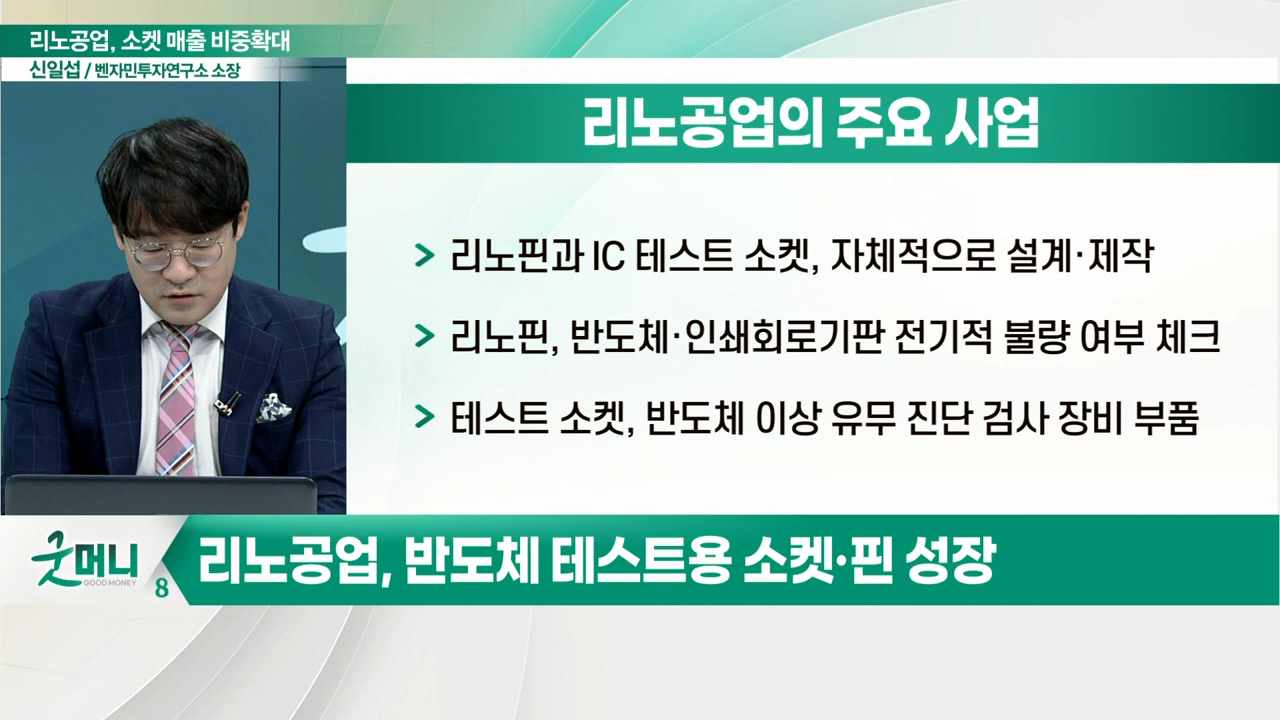 리노공업, 소켓 매출 비중확대
신일섭 / 벤자민투자연구소 소장
리노공업의 주요 사업
> 리노핀과 IC 테스트 소켓, 자체적으로 설계·제작
> 리노핀, 반도체·인쇄회로기판 전기적 불량 여부 체크
> 테스트 소켓, 반도체 이상 유무 진단 검사 장비 부품
굿머니
GOOD MONEY
8
리노공업, 반도체 테스트용 소켓·핀 성장